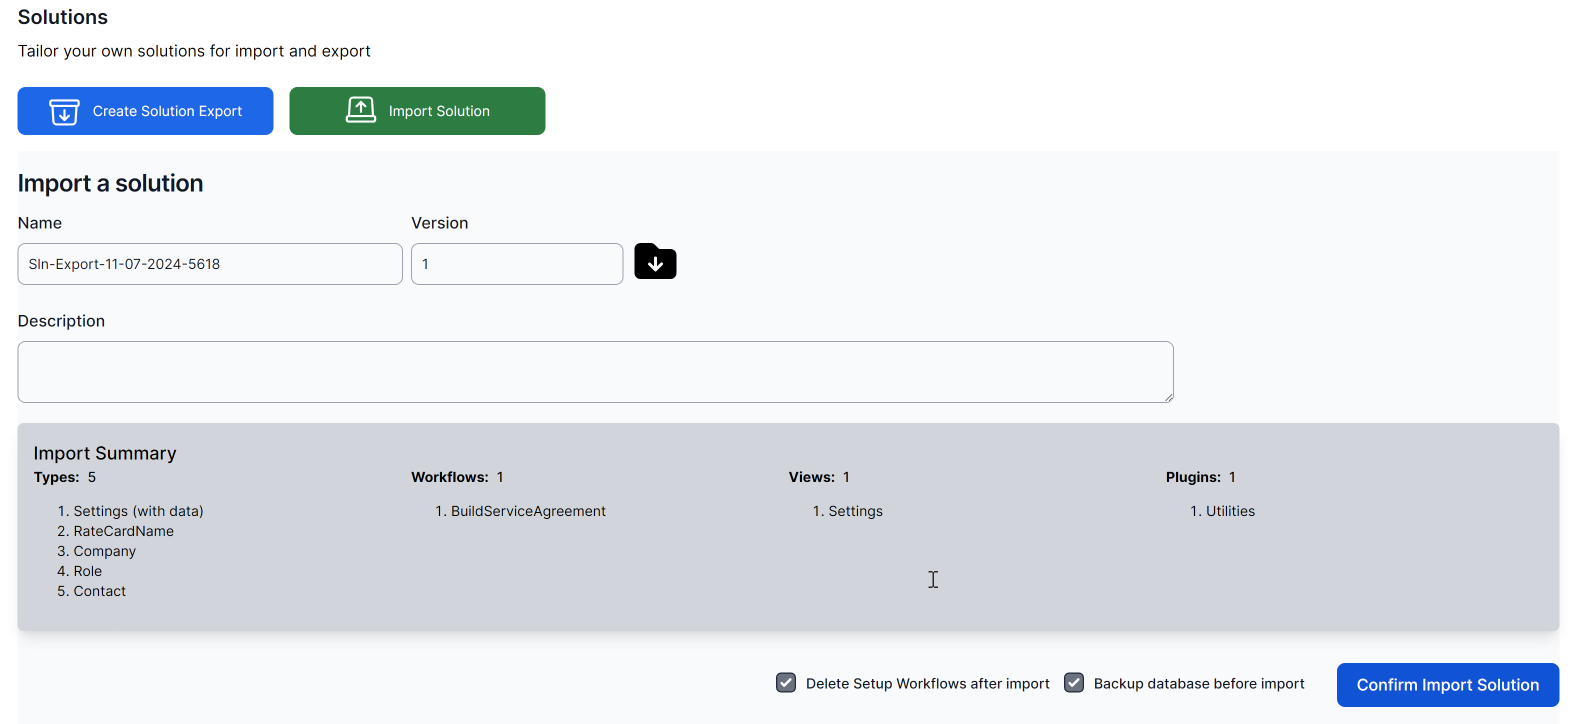 Solutions
Tailor your own solutions for import and export
Create Solution Export
Import Solution
Import a solution
Name
Version
Sln-Export-11-07-2024-5618
1
Description
Import Summary
Types: 5
1. Settings (with data)
2. RateCardName
3. Company
4. Role
5. Contact
Workflows: 1
1. BuildServiceAgreement
Views: 1
1. Settings
Plugins: 1
1. Utilities
Delete Setup Workflows after import
Backup database before import
Confirm Import Solution